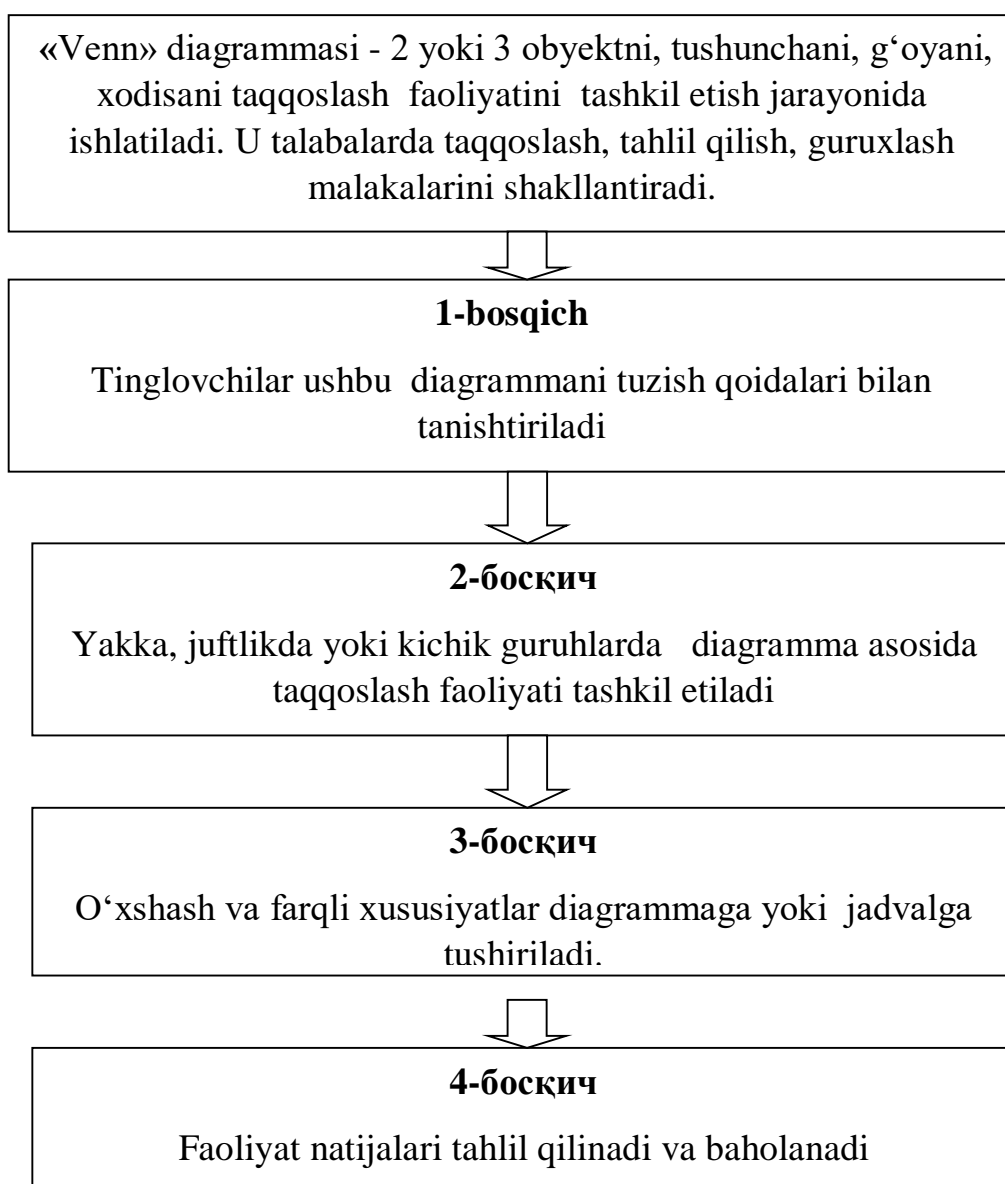 «Venn» diagrammasi - 2 yoki 3 obyektni, tushunchani, g‘oyani,
xodisani taqqoslash faoliyatini tashkil etish jarayonida
ishlatiladi. U talabalarda taqqoslash, tahlil qilish, guruxlash
malakalarini shakllantiradi.
1-bosqich
Tinglovchilar ushbu diagrammani tuzish qoidalari bilan
tanishtiriladi
2-босқич
Yakka, juftlikda yoki kichik guruhlarda diagramma asosida
taqqoslash faoliyati tashkil etiladi
3-босқич
O‘xshash va farqli xususiyatlar diagrammaga yoki jadvalga
tushiriladi.
4-босқич
Faoliyat natijalari tahlil qilinadi va baholanadi